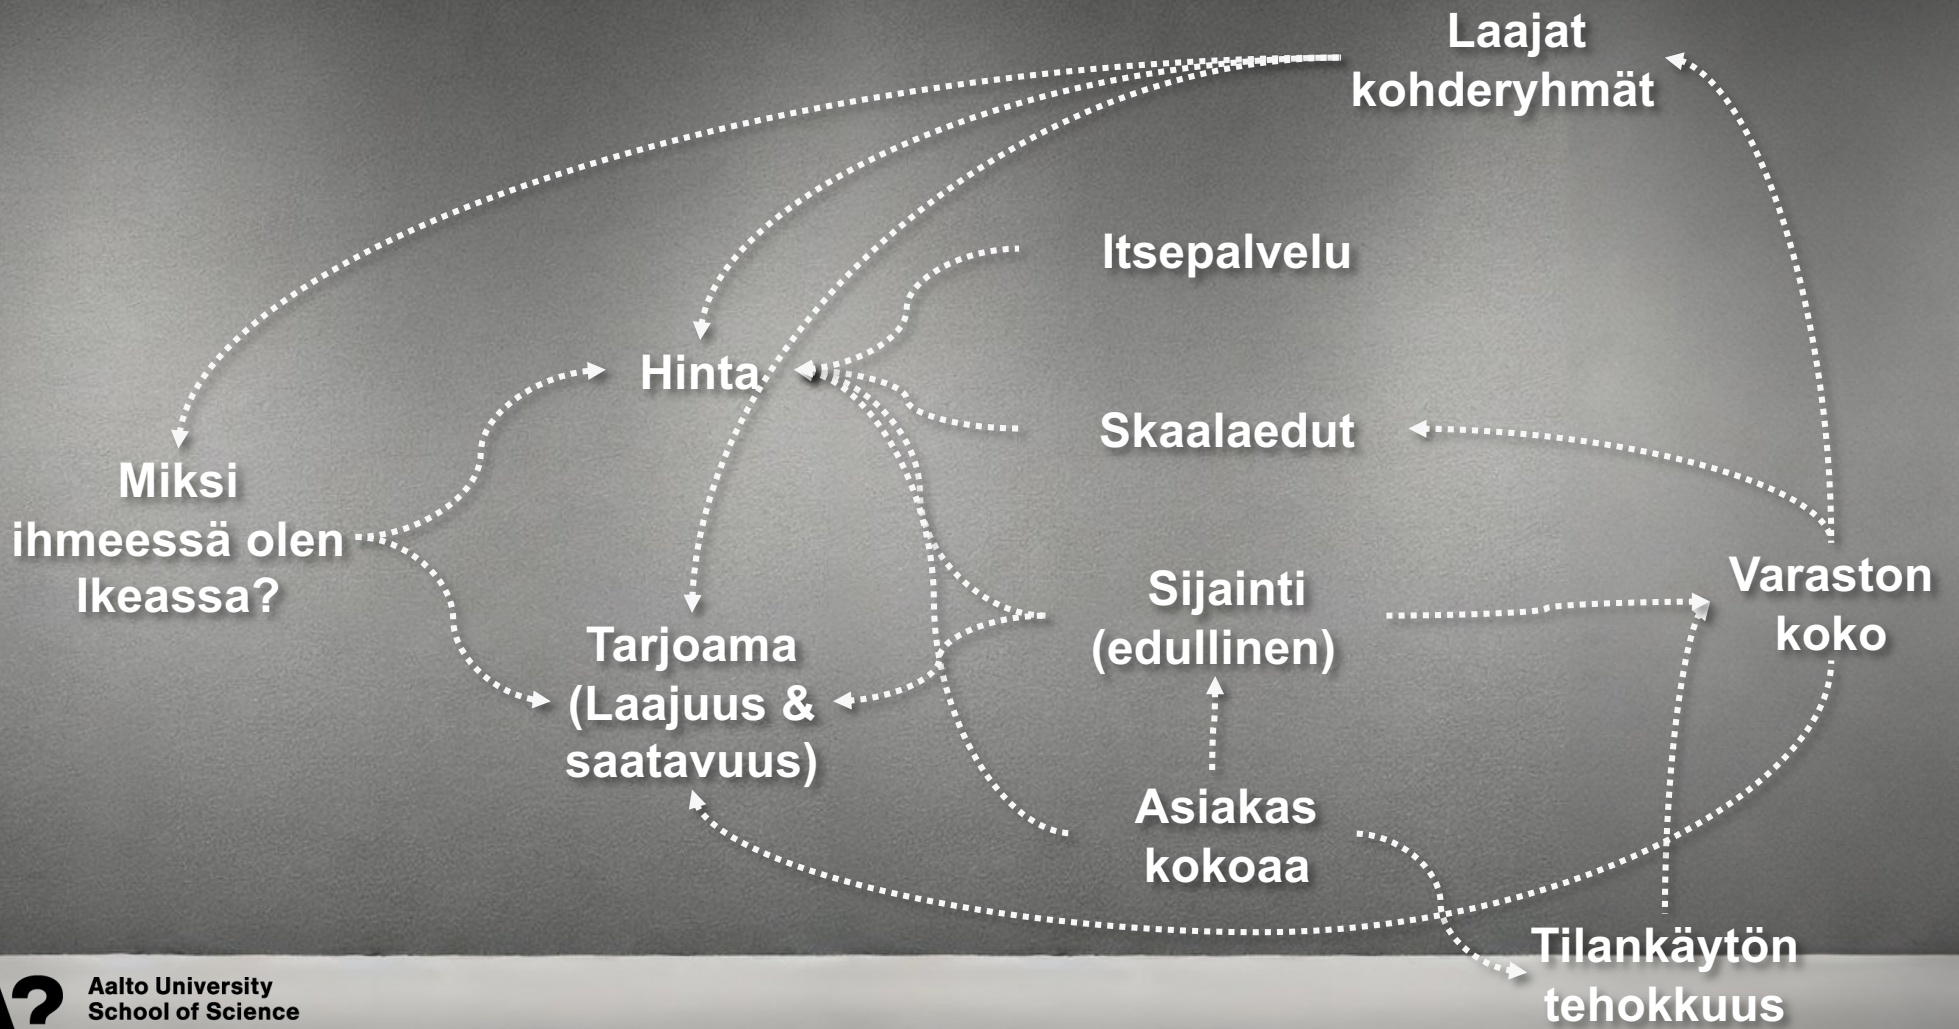 Laajat
kohderyhmät
Itsepalvelu
Hinta
Skaalaedut
Miksi
ihmeessä olen
Ikeassa?
Sijainti
(edullinen)
Varaston
koko
Tarjoama
(Laajuus &
saatavuus)
Asiakas
kokoaa
Tilankäytön
tehokkuus
A?
Aalto University
School of Science